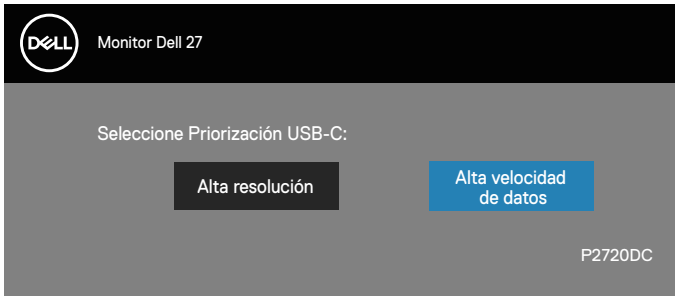 DELL
Monitor Dell 27
Seleccione Priorización USB-C:
Alta resolución
Alta velocidad
de datos
P2720DC